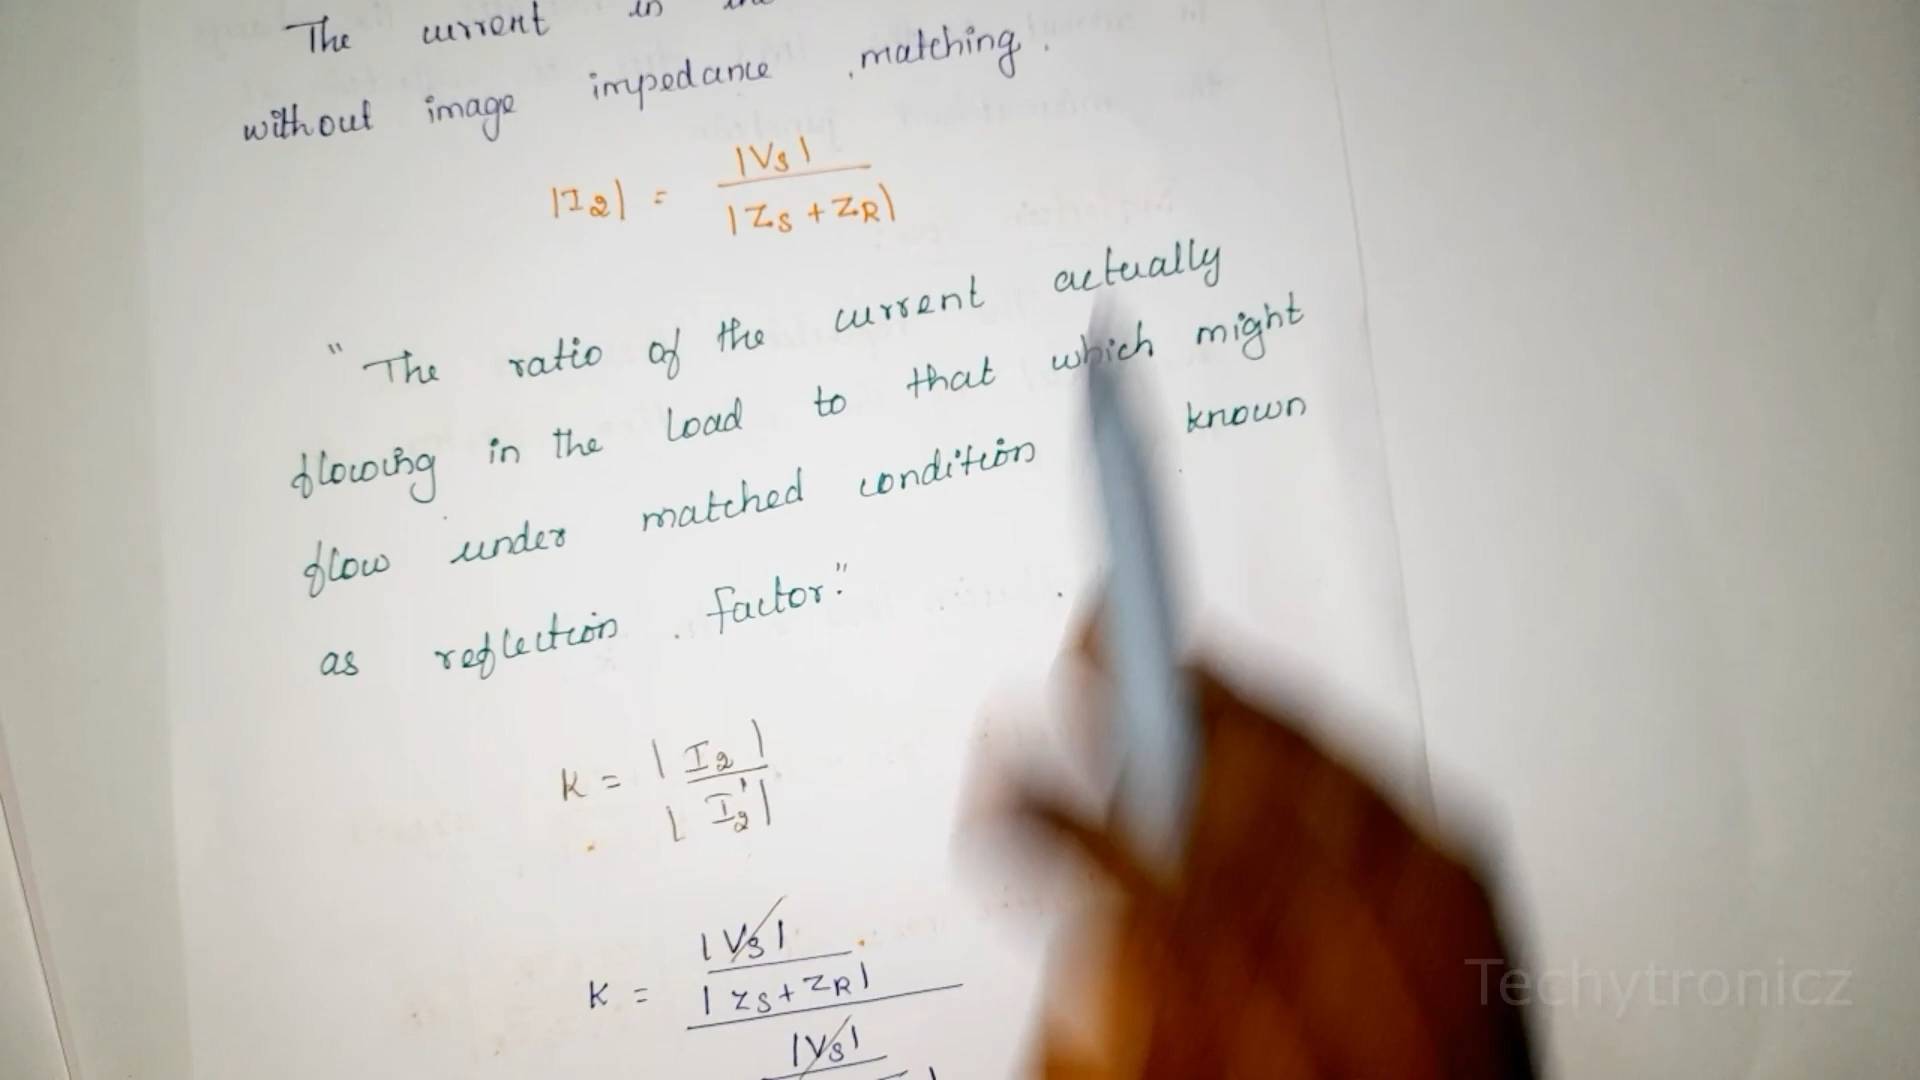 The current in
without image impedance matching.
|I2| = |Vs| / |Zs + ZR|
"The ratio of the current actually
flowing in the load to that which might
flow under matched condition known
as reflection factor."
K = |I2| / |I2'|
K = |Vs| / |Zs + ZR|
|Vs|
Techytronicz